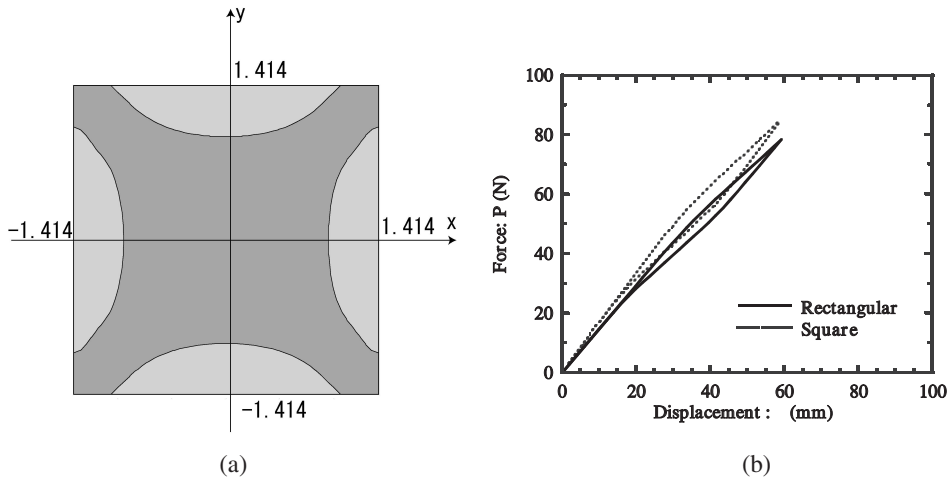 y
1.414
-1.414
1.414
x
-1.414
(a)
100
80
60
40
20
0
Force: P (N)
0 20 40 60 80 100
Displacement : (mm)
Rectangular
Square
(b)